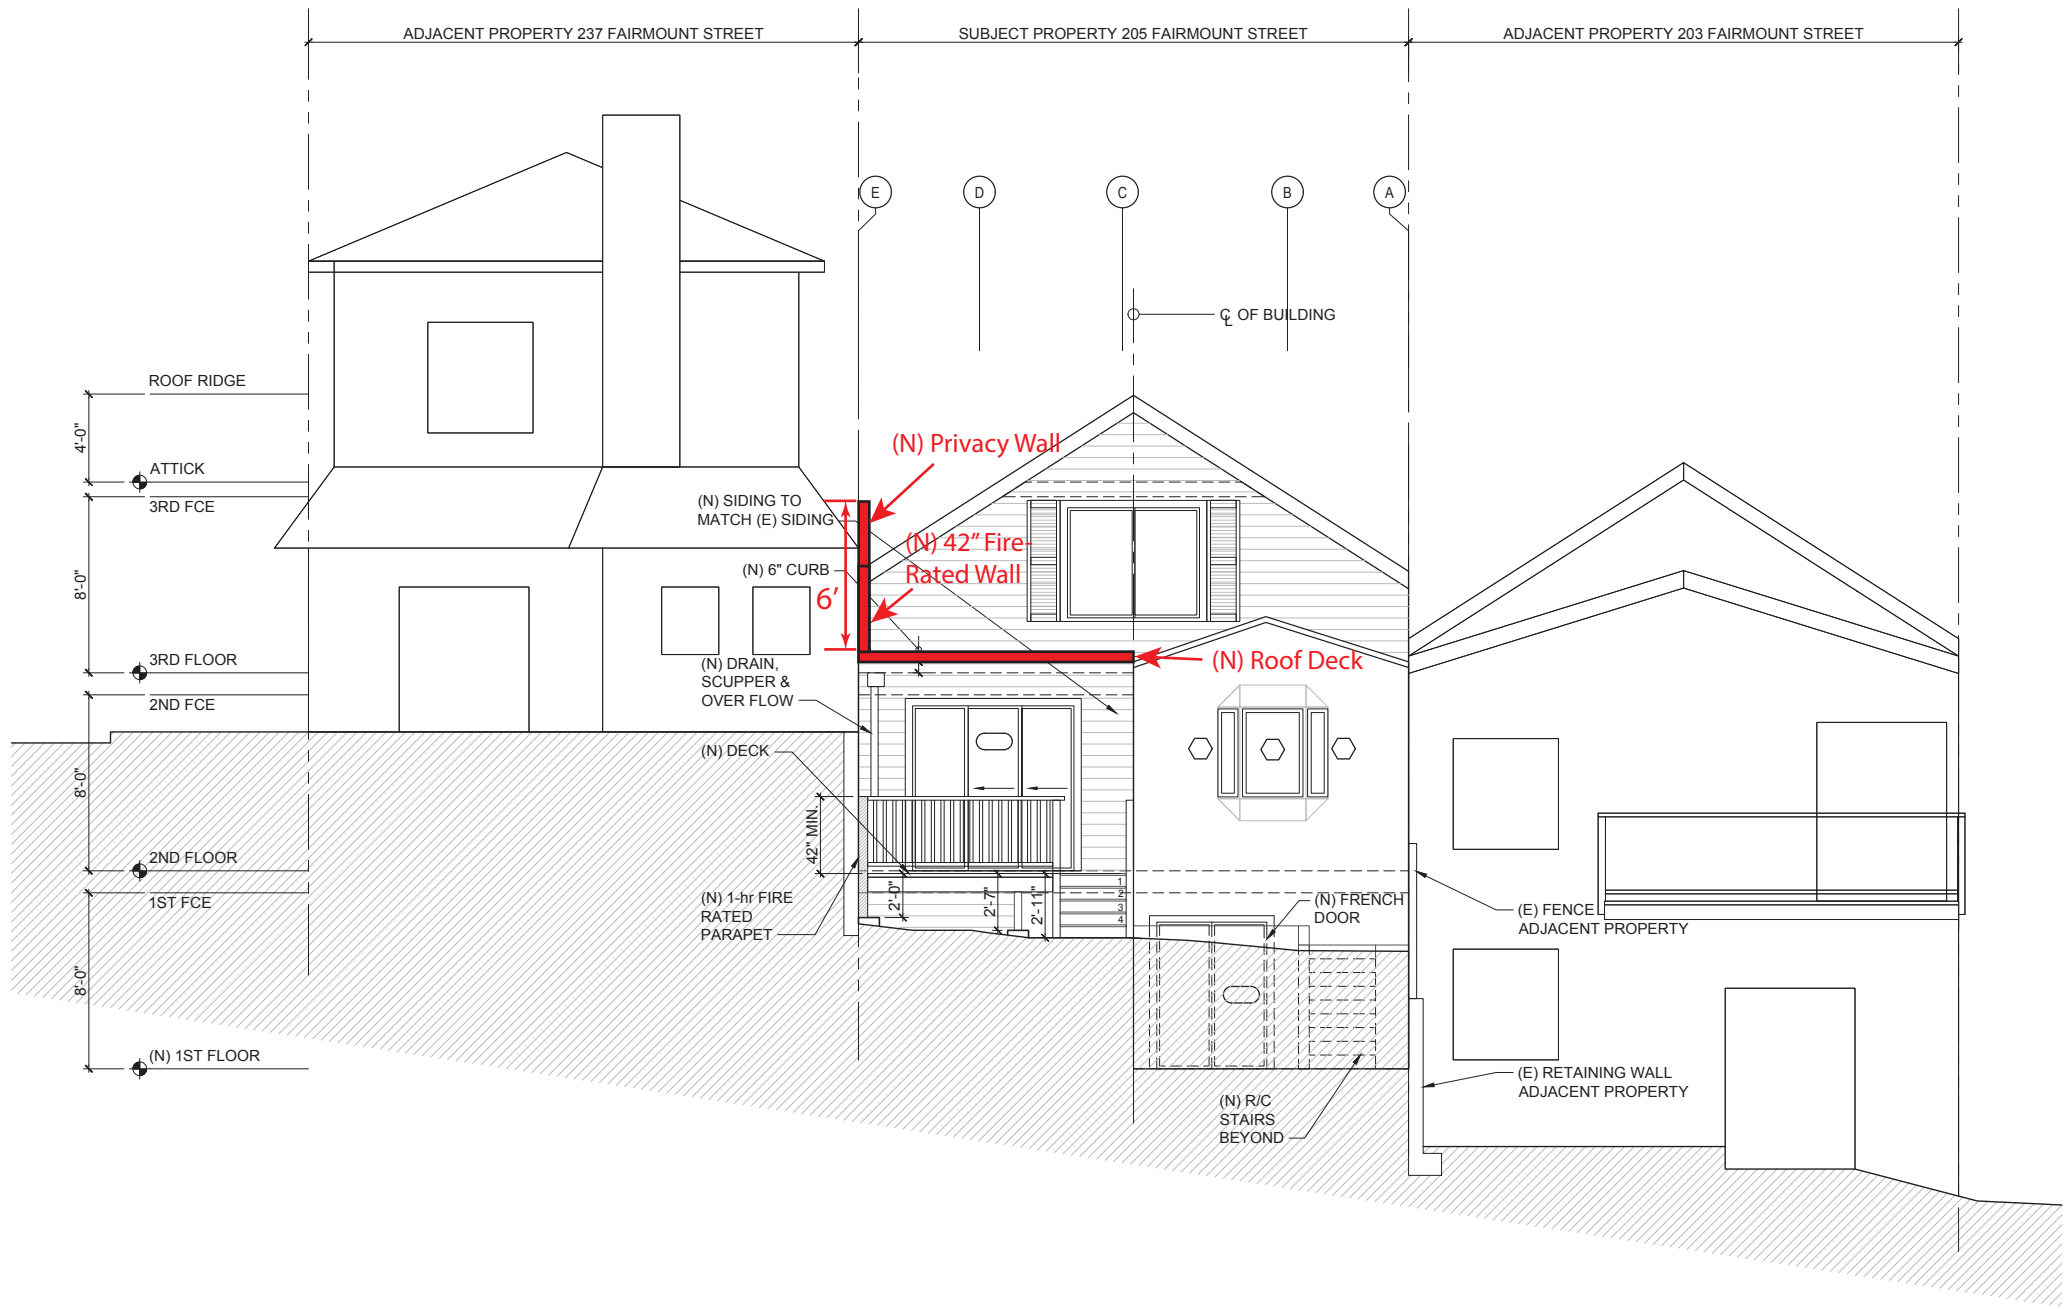 ADJACENT PROPERTY 237 FAIRMOUNT STREET
SUBJECT PROPERTY 205 FAIRMOUNT STREET
ADJACENT PROPERTY 203 FAIRMOUNT STREET
E
D
C
B
A
℄ OF BUILDING
ROOF RIDGE
4'-0"
ATTICK
3RD FCE
8'-0"
3RD FLOOR
2ND FCE
8'-0"
2ND FLOOR
1ST FCE
8'-0"
(N) 1ST FLOOR
(N) Privacy Wall
(N) SIDING TO
MATCH (E) SIDING
(N) 42" Fire-
Rated Wall
(N) 6" CURB
6'
(N) Roof Deck
(N) DRAIN,
SCUPPER &
OVER FLOW
(N) DECK
42" MIN.
(N) 1-hr FIRE
RATED
PARAPET
2'-0"
2'-7"
2'-11"
1
2
3
4
(N) FRENCH
DOOR
(E) FENCE
ADJACENT PROPERTY
(E) RETAINING WALL
ADJACENT PROPERTY
(N) R/C
STAIRS
BEYOND